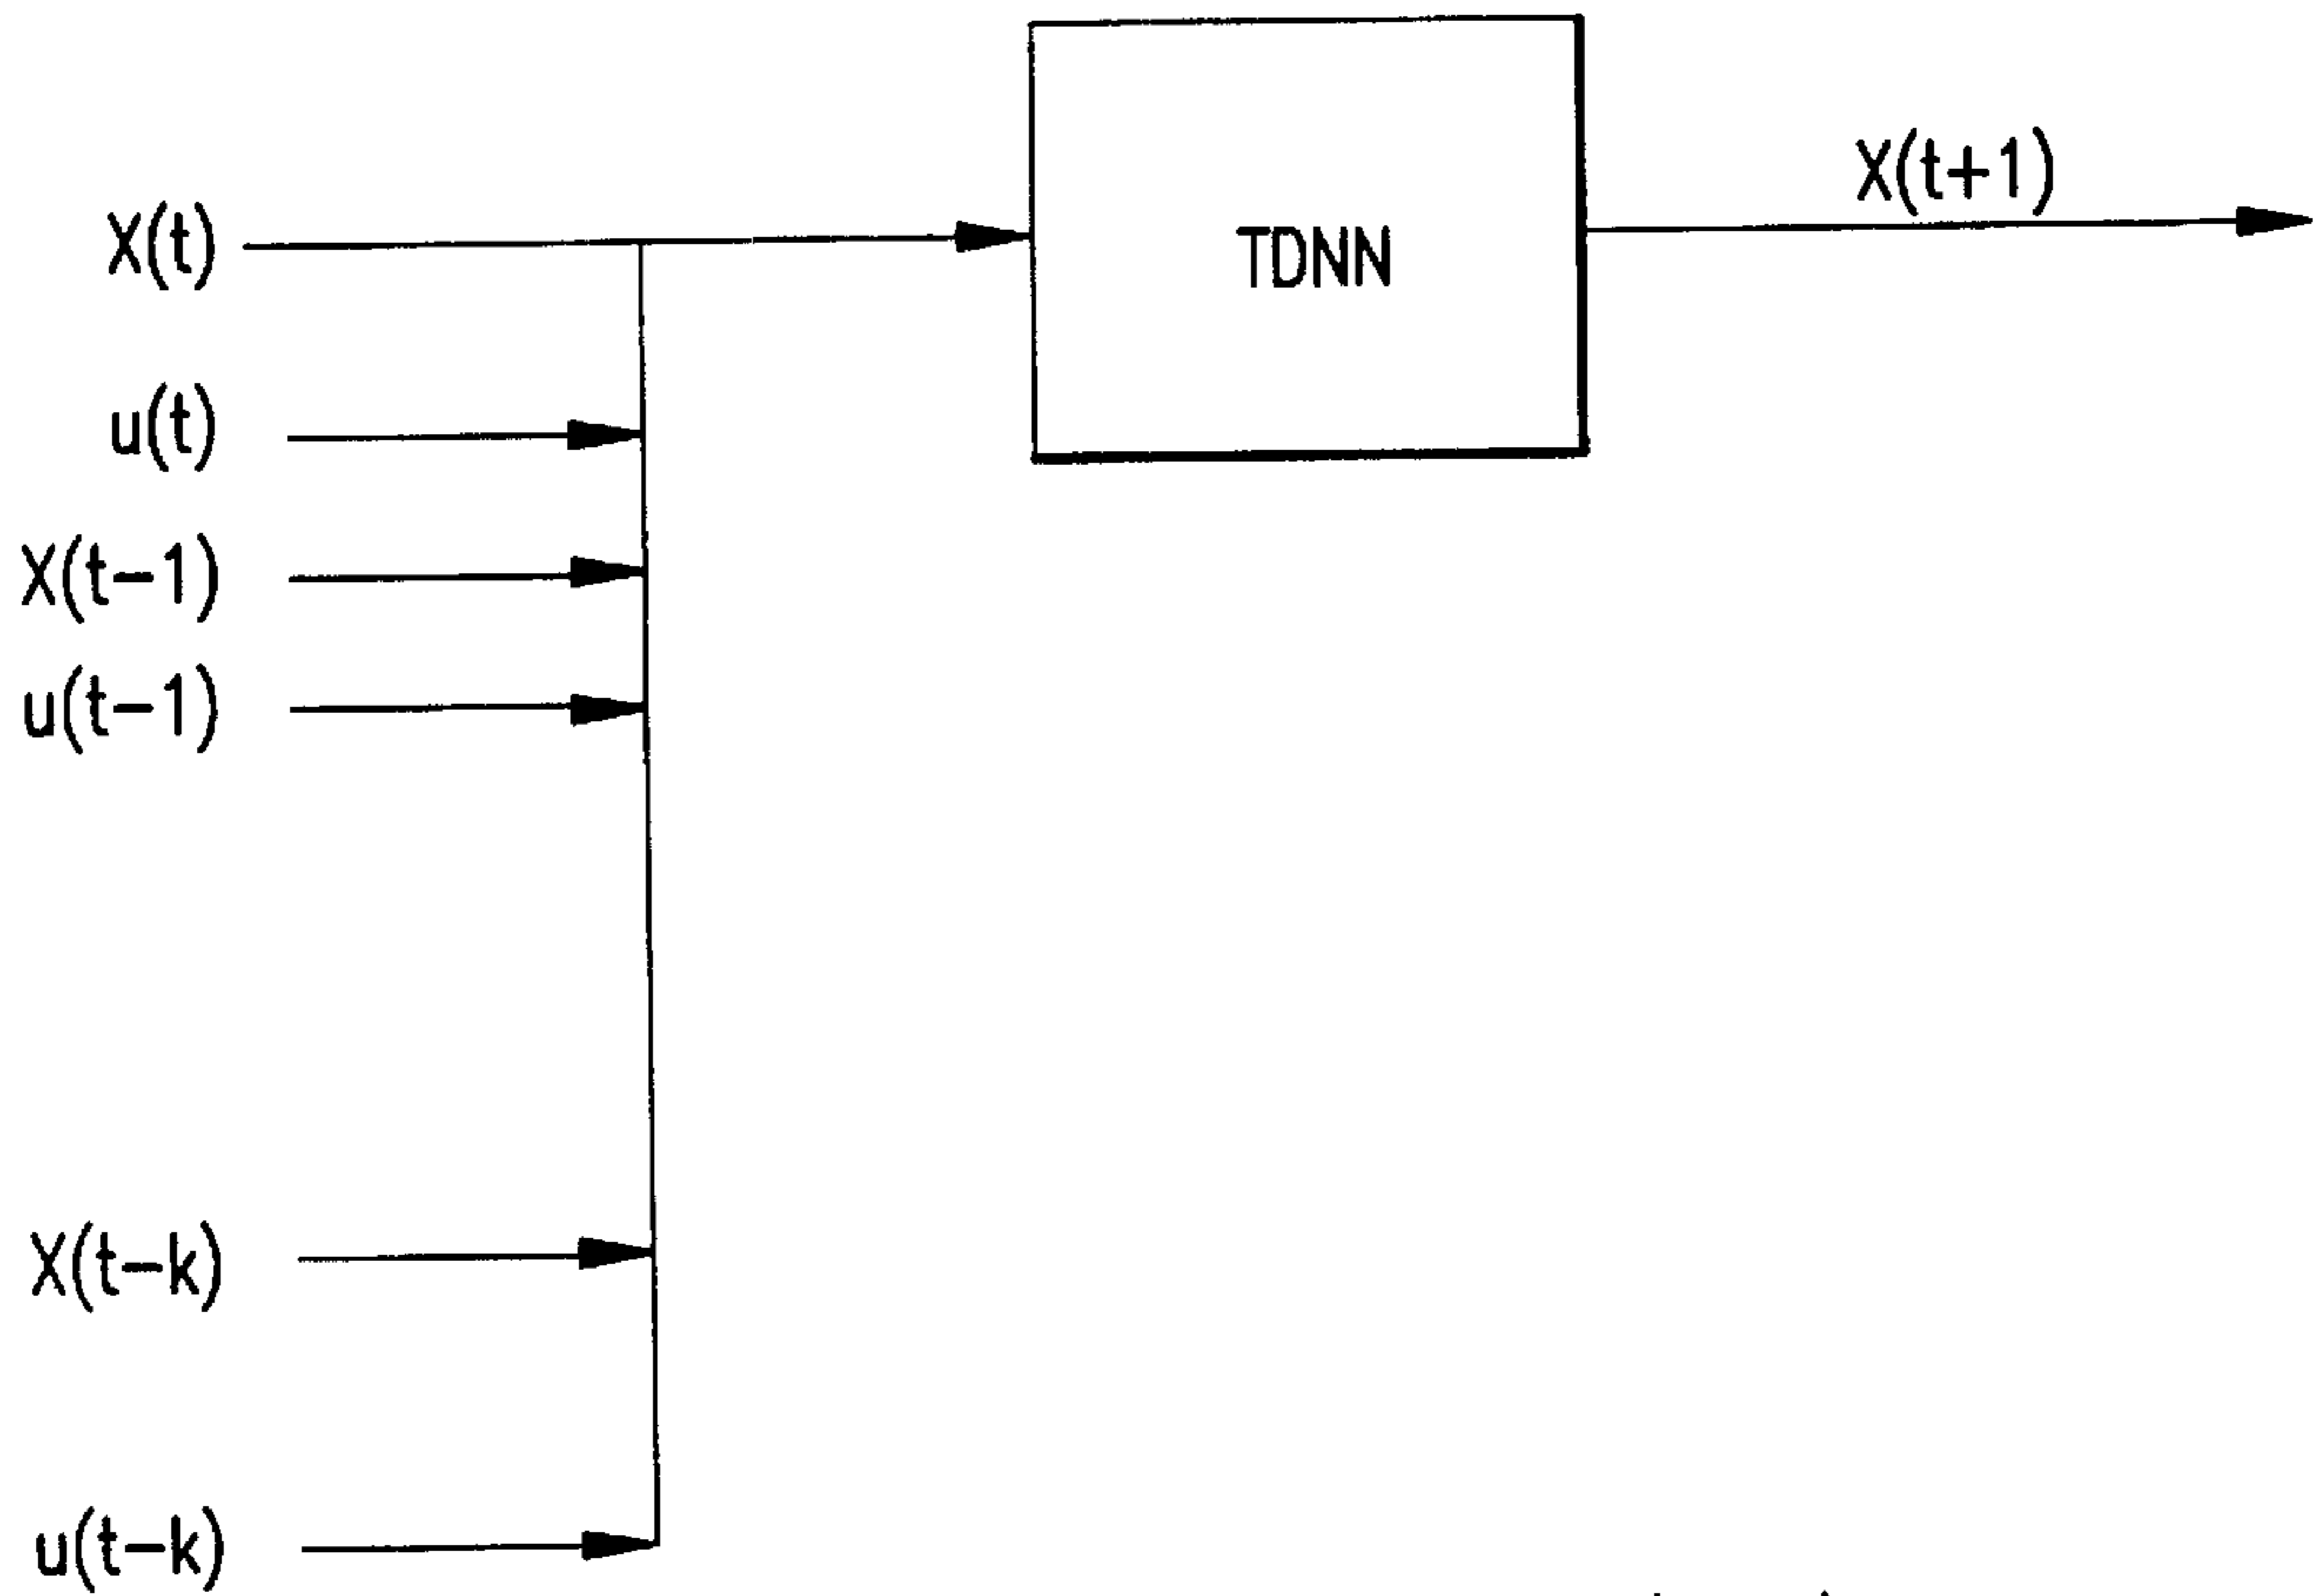 X(t+1)
X(t)
TDNN
u(t)
X(t-1)
u(t-1)
X(t-k)
u(t-k)